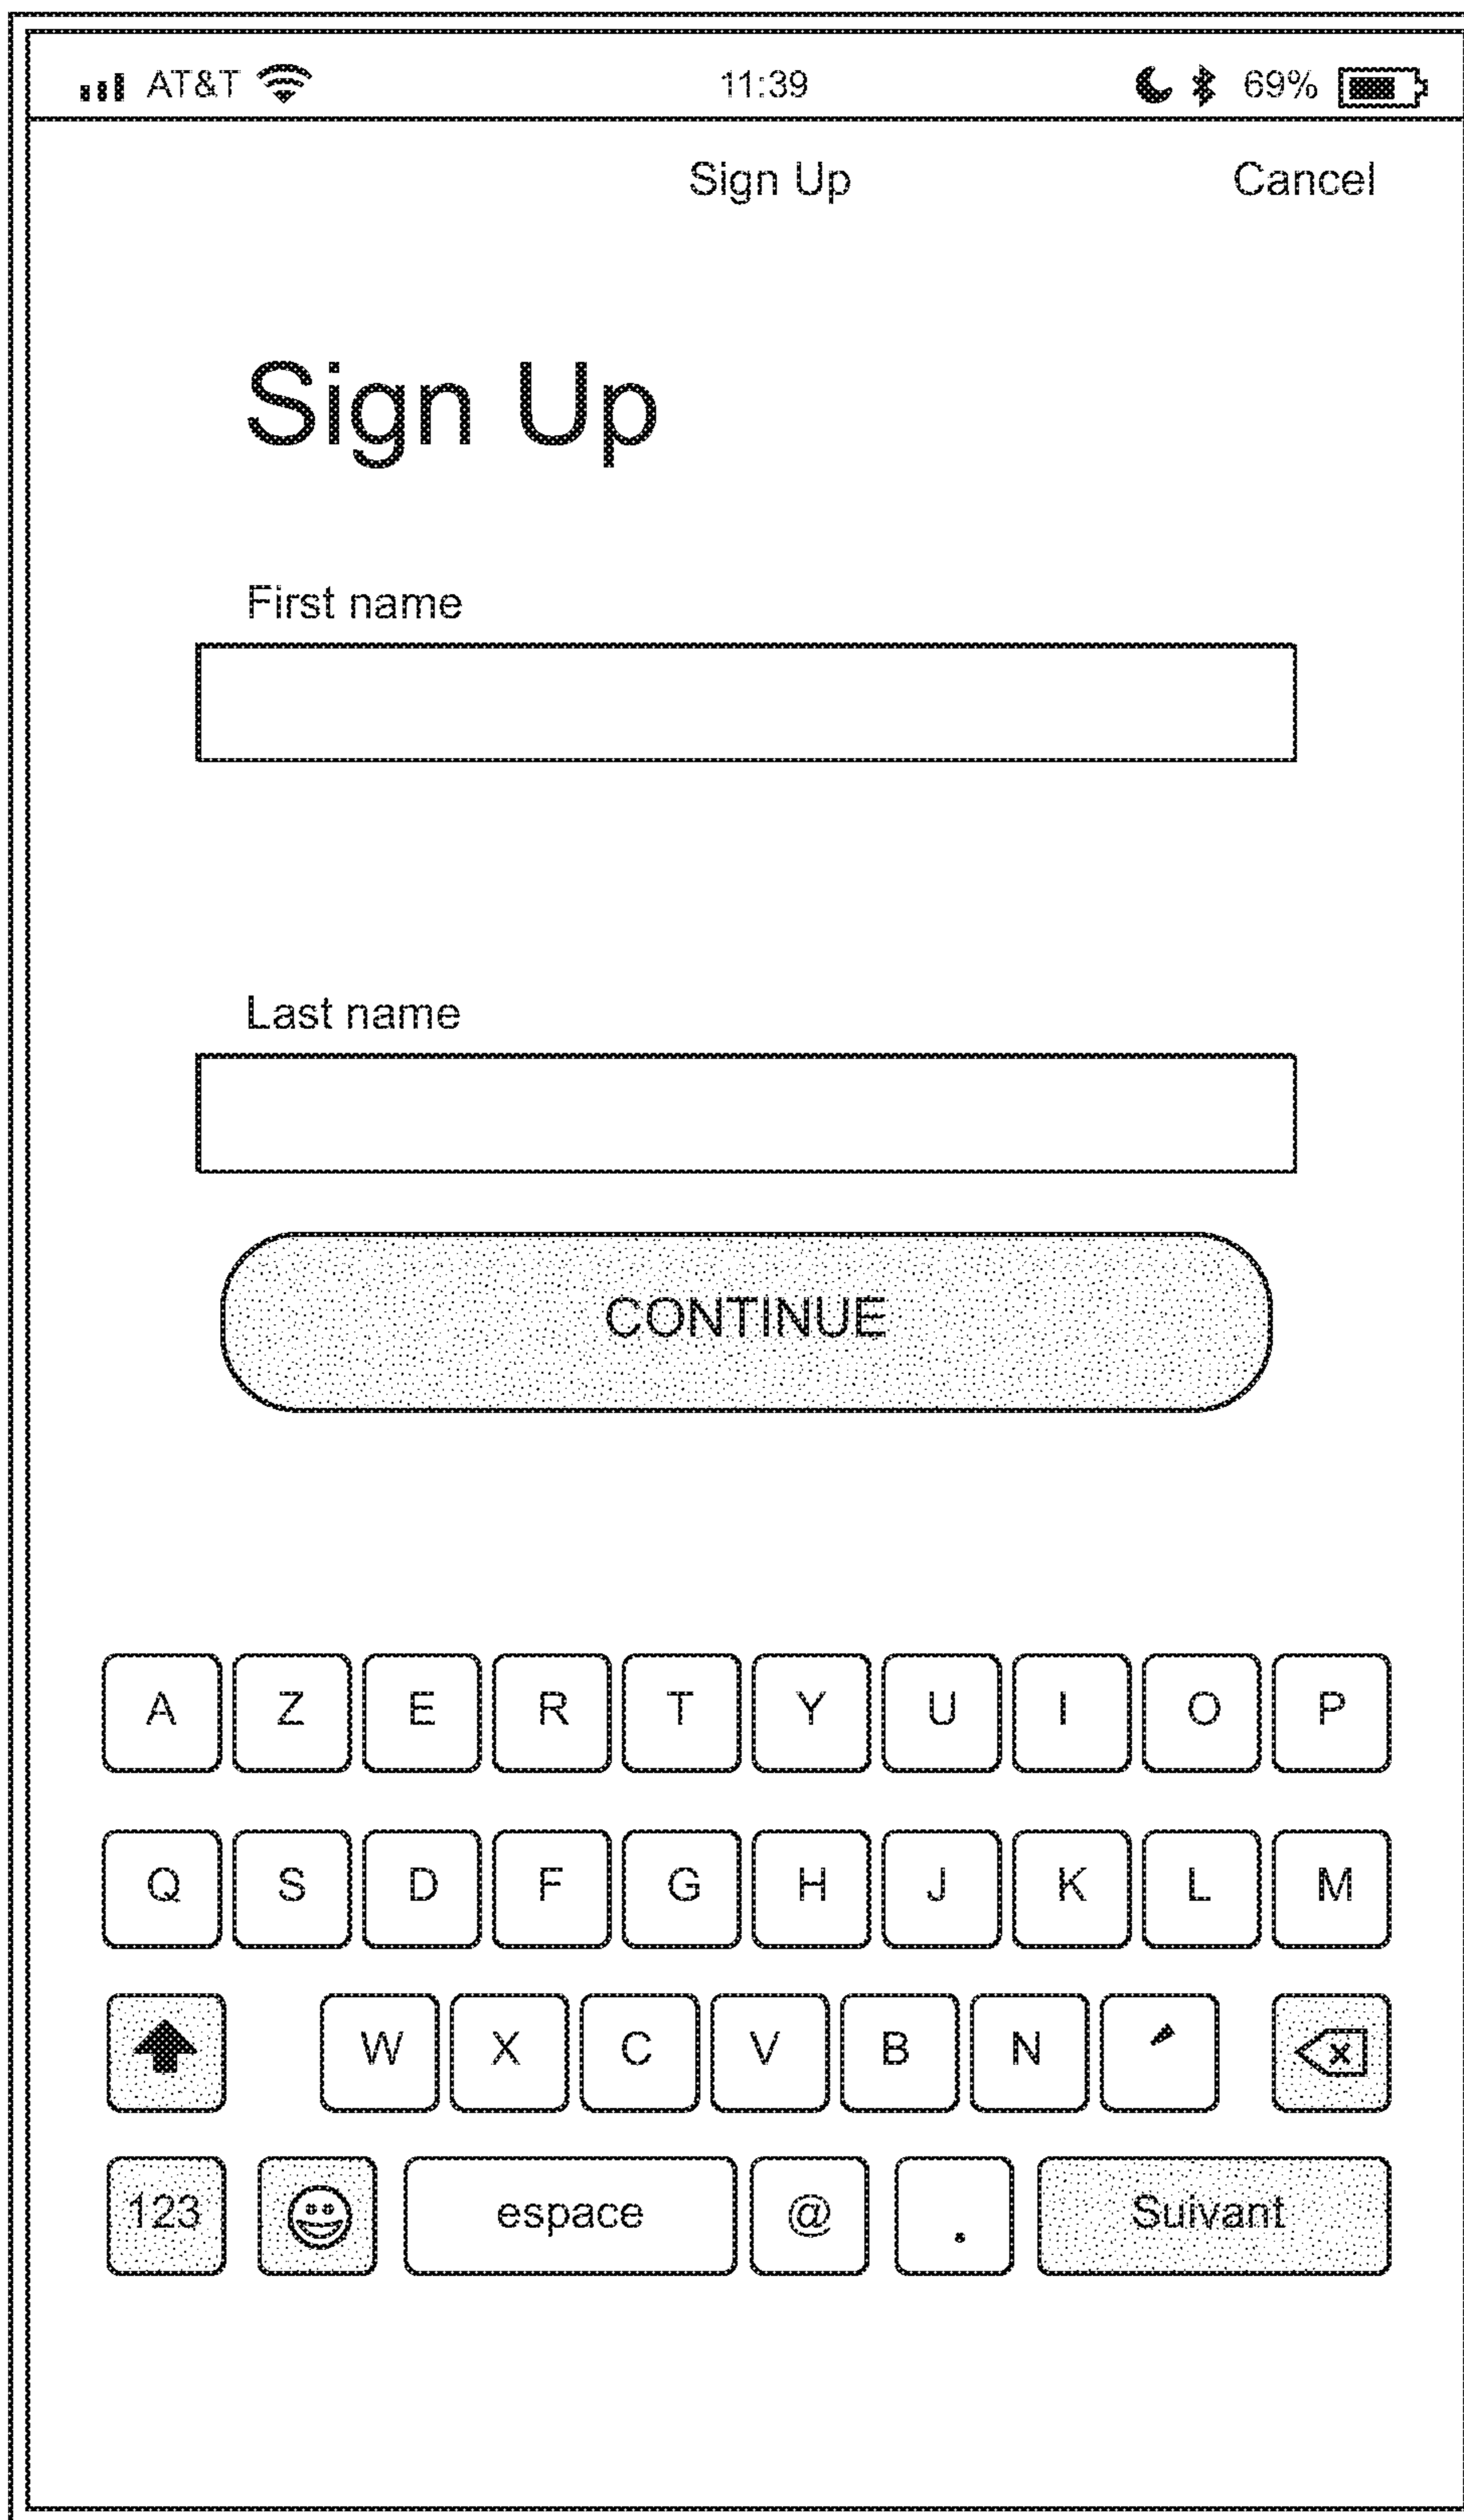 AT&T 11:39 69%
Sign Up Cancel
Sign Up
First name
Last name
CONTINUE
A Z E R T Y U I O P
Q S D F G H J K L M
W X C V B N ´
123 espace @ . Suivant